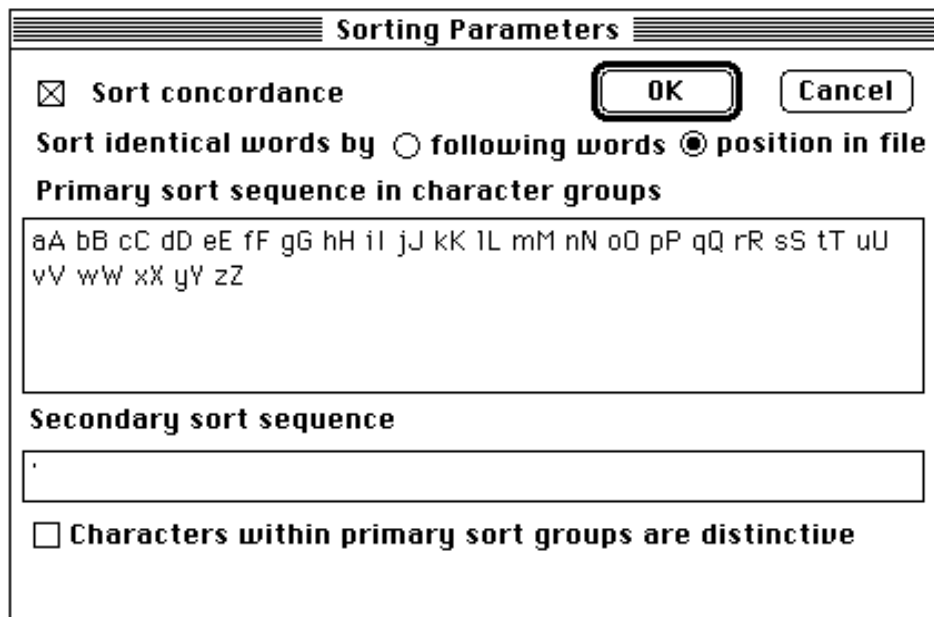 Sorting Parameters
Sort concordance OK Cancel
Sort identical words by following words position in file
Primary sort sequence in character groups
aA bB cC dD eE fF gG hH iI jJ kK lL mM nN oO pP qQ rR sS tT uU
vV wW xX yY zZ
Secondary sort sequence
'
Characters within primary sort groups are distinctive